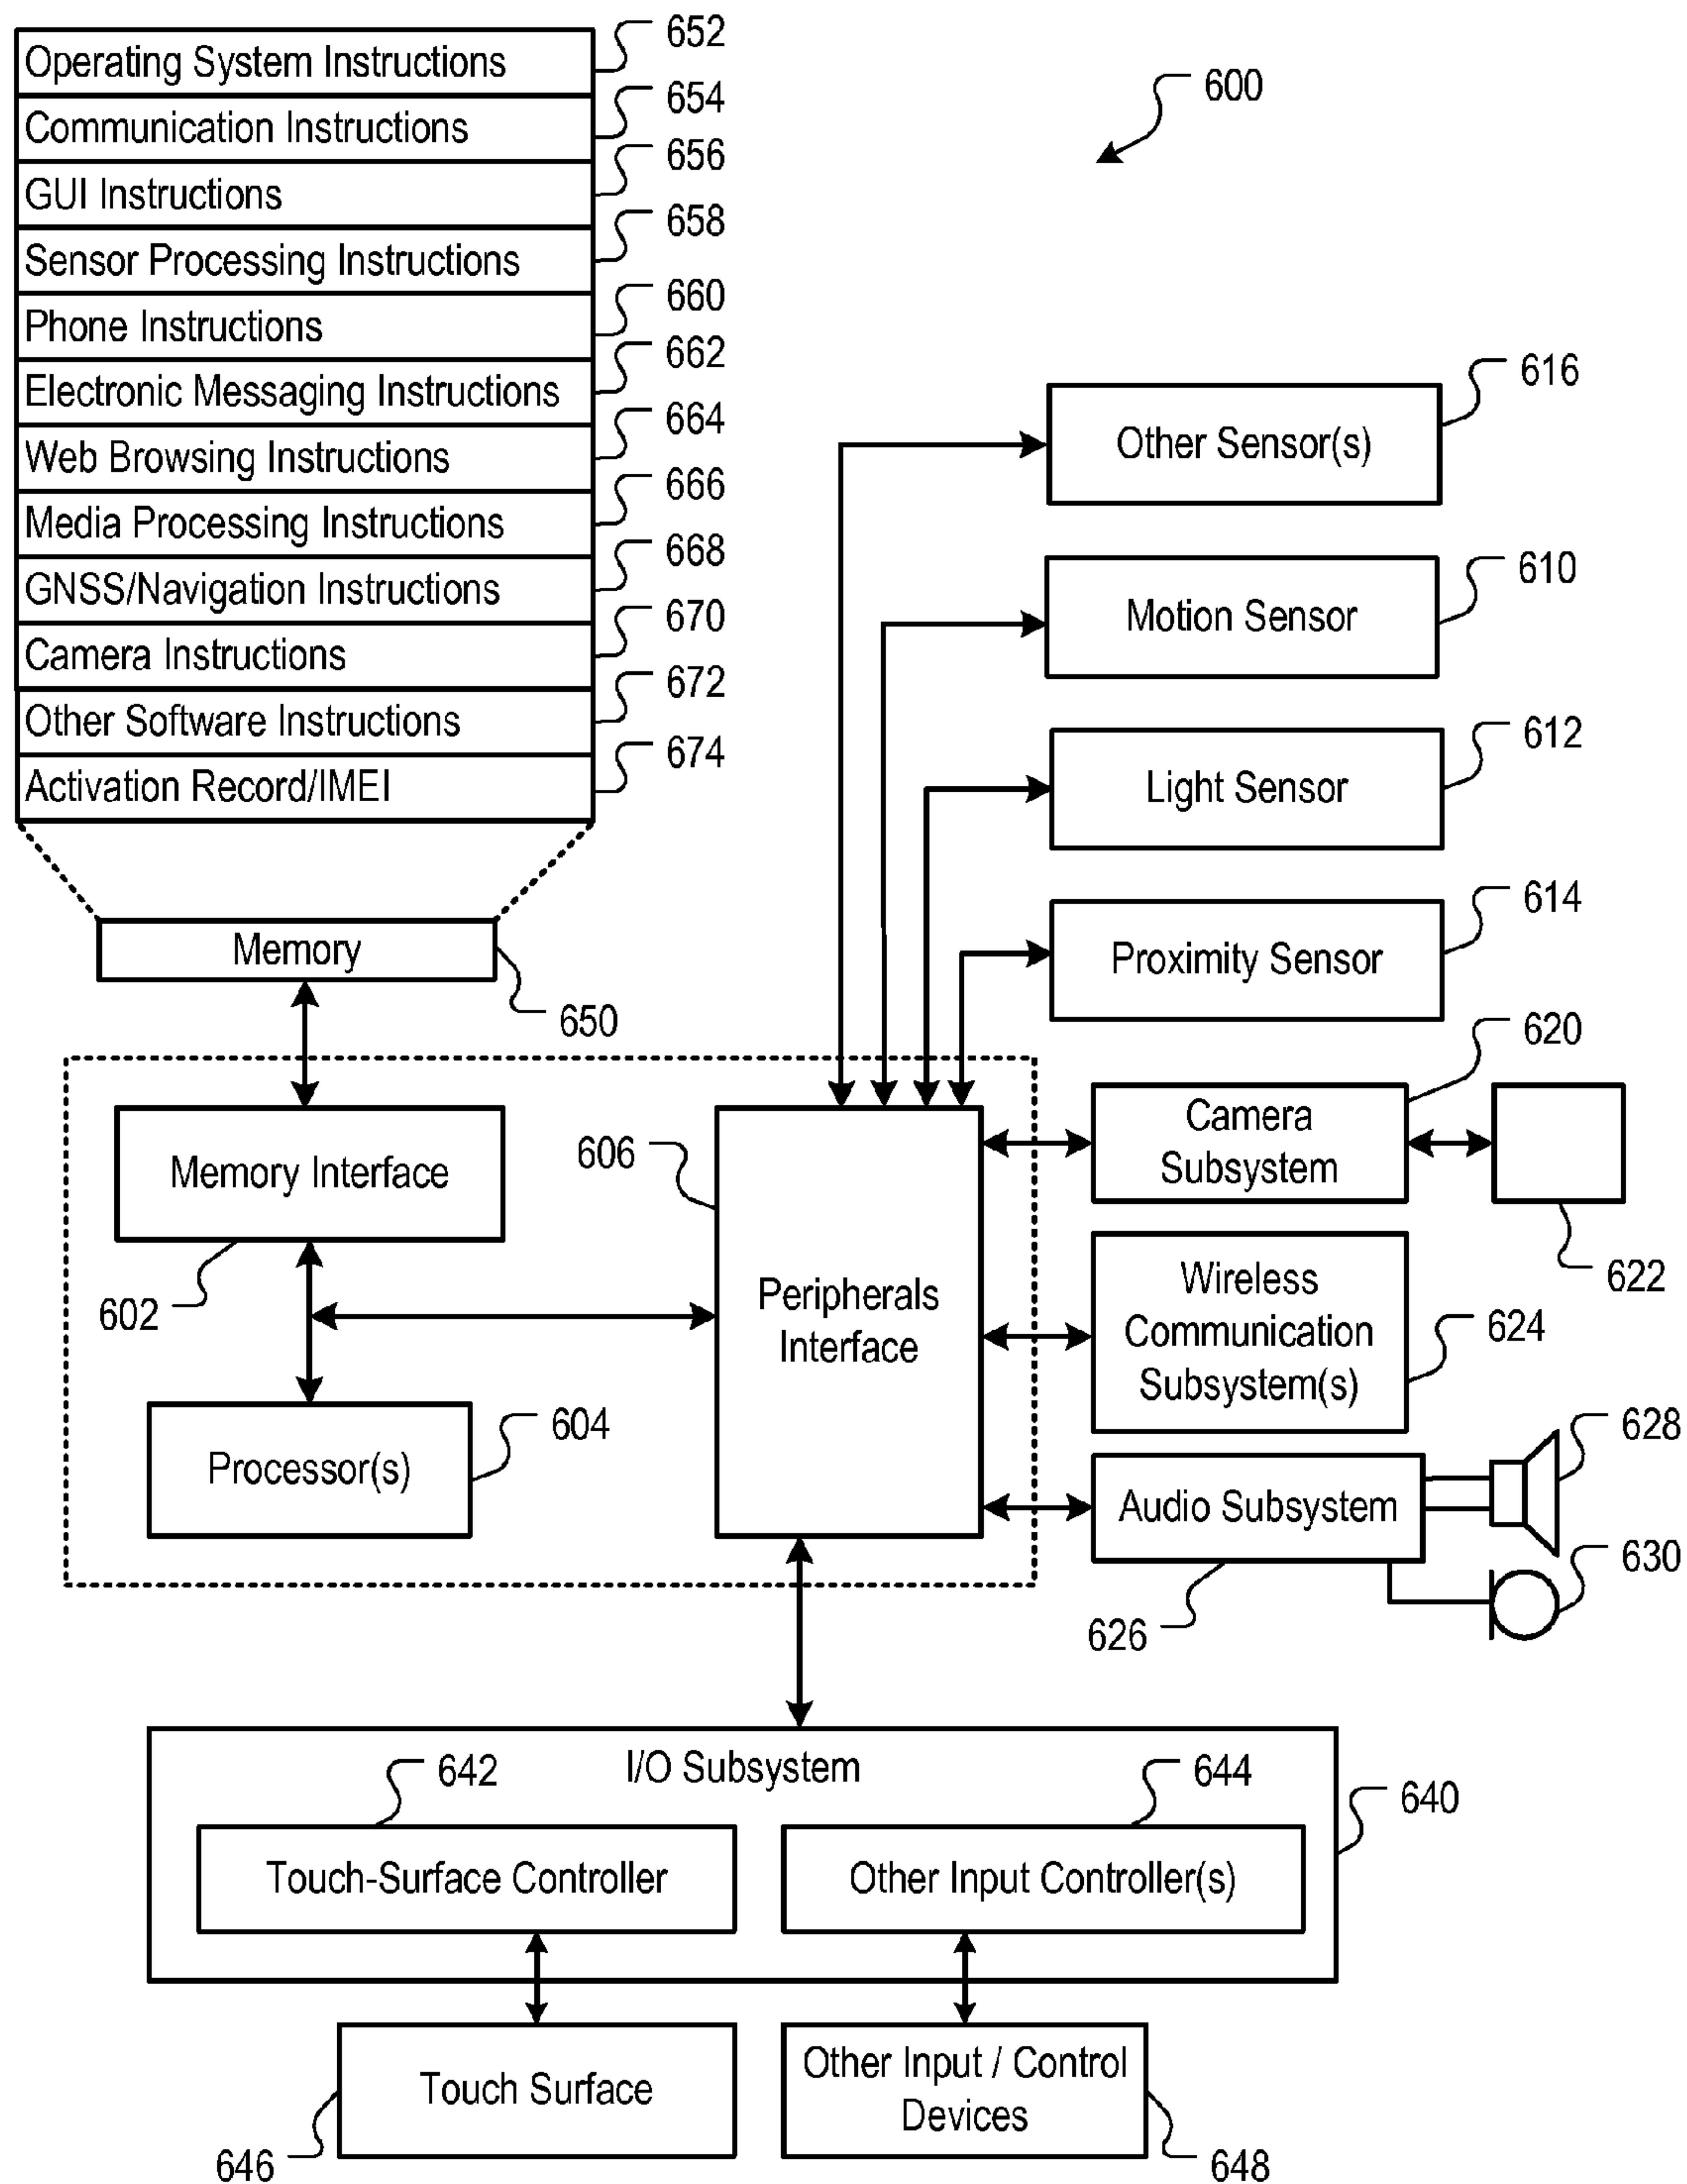 Operating System Instructions
652
Communication Instructions
654
GUI Instructions
656
Sensor Processing Instructions
658
Phone Instructions
660
Electronic Messaging Instructions
662
Web Browsing Instructions
664
Media Processing Instructions
666
GNSS/Navigation Instructions
668
Camera Instructions
670
Other Software Instructions
672
Activation Record/IMEI
674
600
Memory
650
Other Sensor(s)
616
Motion Sensor
610
Light Sensor
612
Proximity Sensor
614
Memory Interface
602
Processor(s)
604
606
Peripherals
Interface
Camera
Subsystem
620
622
Wireless
Communication
Subsystem(s)
624
Audio Subsystem
626
628
630
I/O Subsystem
640
642
Touch-Surface Controller
644
Other Input Controller(s)
Touch Surface
646
Other Input / Control
Devices
648